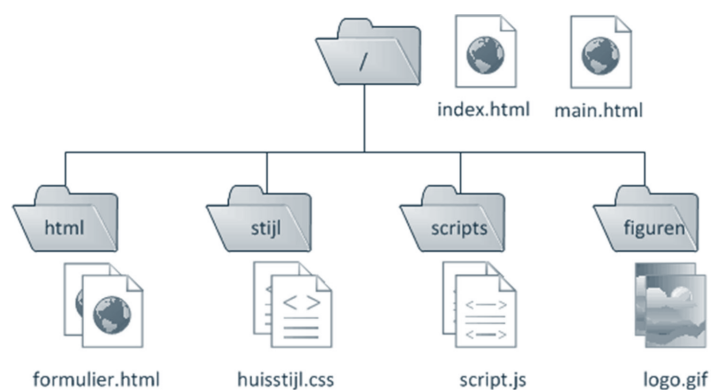 /
index.html
main.html
html
stijl
scripts
figuren
formulier.html
huisstijl.css
script.js
logo.gif